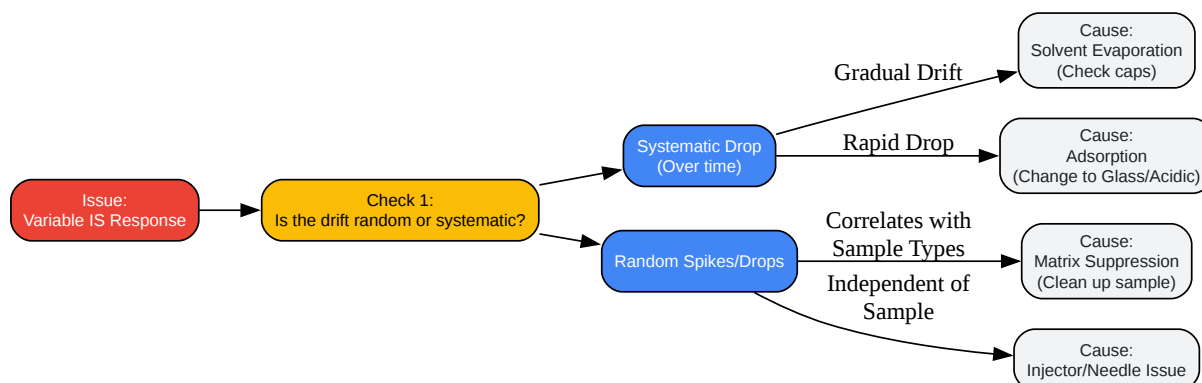 Issue:
Variable IS Response
Check 1:
Is the drift random or systematic?
Systematic Drop
(Over time)
Random Spikes/Drops
Gradual Drift
Rapid Drop
Correlates with
Sample Types
Independent of
Sample
Cause:
Solvent Evaporation
(Check caps)
Cause:
Adsorption
(Change to Glass/Acidic)
Cause:
Matrix Suppression
(Clean up sample)
Cause:
Injector/Needle Issue